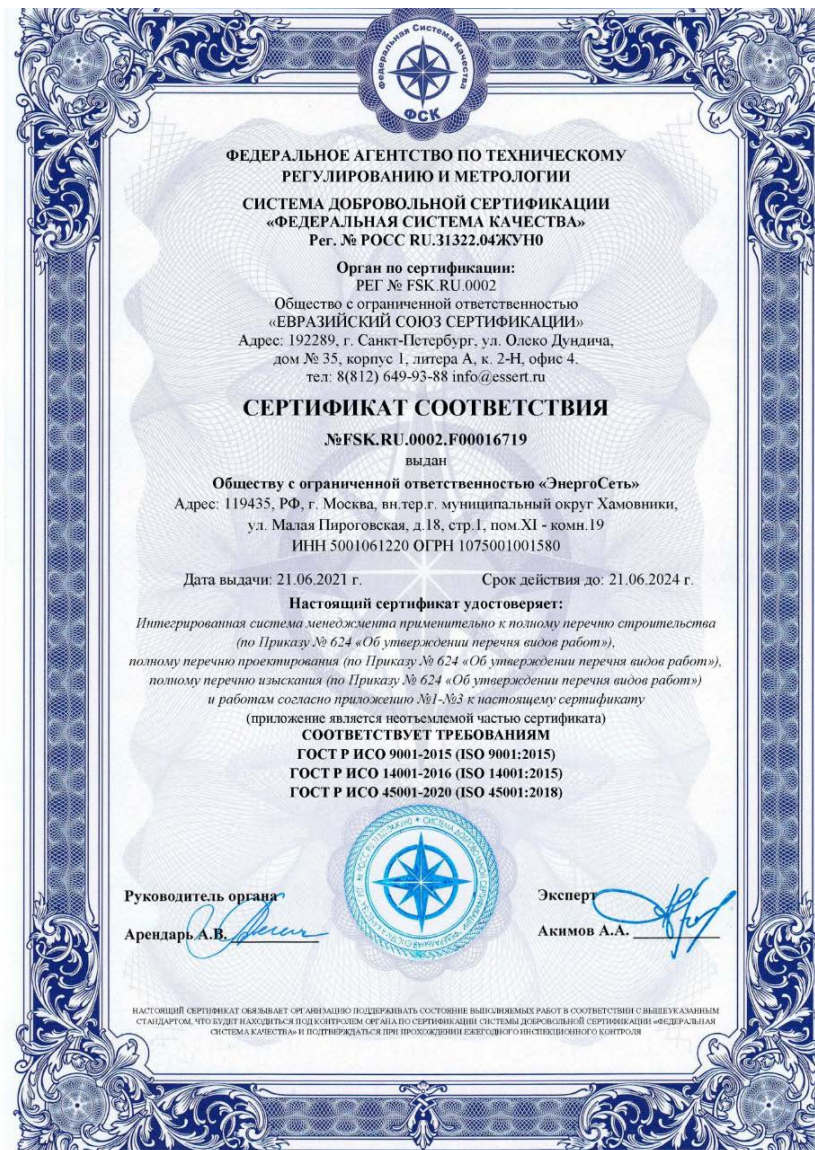 Федеральная Система Качества
ФСК
ФЕДЕРАЛЬНОЕ АГЕНТСТВО ПО ТЕХНИЧЕСКОМУ
РЕГУЛИРОВАНИЮ И МЕТРОЛОГИИ
СИСТЕМА ДОБРОВОЛЬНОЙ СЕРТИФИКАЦИИ
«ФЕДЕРАЛЬНАЯ СИСТЕМА КАЧЕСТВА»
Рег. № РОСС RU.31322.04ЖУН0
Орган по сертификации:
РЕГ № FSK.RU.0002
Общество с ограниченной ответственностью
«ЕВРАЗИЙСКИЙ СОЮЗ СЕРТИФИКАЦИИ»
Адрес: 192289, г. Санкт-Петербург, ул. Олеко Дундича,
дом № 35, корпус 1, литера А, к. 2-Н, офис 4.
тел: 8(812) 649-93-88 info@essert.ru
СЕРТИФИКАТ СООТВЕТСТВИЯ
№FSK.RU.0002.F00016719
выдан
Обществу с ограниченной ответственностью «ЭнергоСеть»
Адрес: 119435, РФ, г. Москва, вн.тер.г. муниципальный округ Хамовники,
ул. Малая Пироговская, д.18, стр.1, пом.XI - комн.19
ИНН 5001061220 ОГРН 1075001001580
Дата выдачи: 21.06.2021 г. Срок действия до: 21.06.2024 г.
Настоящий сертификат удостоверяет:
Интегрированная система менеджмента применительно к полному перечню строительства
(по Приказу № 624 «Об утверждении перечня видов работ»),
полному перечню проектирования (по Приказу № 624 «Об утверждении перечня видов работ»),
полному перечню изыскания (по Приказу № 624 «Об утверждении перечня видов работ»)
и работам согласно приложению №1-№3 к настоящему сертификату
(приложение является неотъемлемой частью сертификата)
СООТВЕТСТВУЕТ ТРЕБОВАНИЯМ
ГОСТ Р ИСО 9001-2015 (ISO 9001:2015)
ГОСТ Р ИСО 14001-2016 (ISO 14001:2015)
ГОСТ Р ИСО 45001-2020 (ISO 45001:2018)
Руководитель органа
Арендарь А.В.
Эксперт
Акимов А.А.
НАСТОЯЩИЙ СЕРТИФИКАТ ОБЯЗЫВАЕТ ОРГАНИЗАЦИЮ ПОДДЕРЖИВАТЬ СОСТОЯНИЕ ВЫПОЛНЯЕМЫХ РАБОТ В СООТВЕТСТВИИ С ВЫШЕУКАЗАННЫМ
СТАНДАРТОМ, ЧТО БУДЕТ НАХОДИТЬСЯ ПОД КОНТРОЛЕМ ОРГАНА ПО СЕРТИФИКАЦИИ СИСТЕМЫ ДОБРОВОЛЬНОЙ СЕРТИФИКАЦИИ «ФЕДЕРАЛЬНАЯ
СИСТЕМА КАЧЕСТВА» И ПОДТВЕРЖДАТЬСЯ ПРИ ПРОХОЖДЕНИИ ЕЖЕГОДНОГО ИНСПЕКЦИОННОГО КОНТРОЛЯ